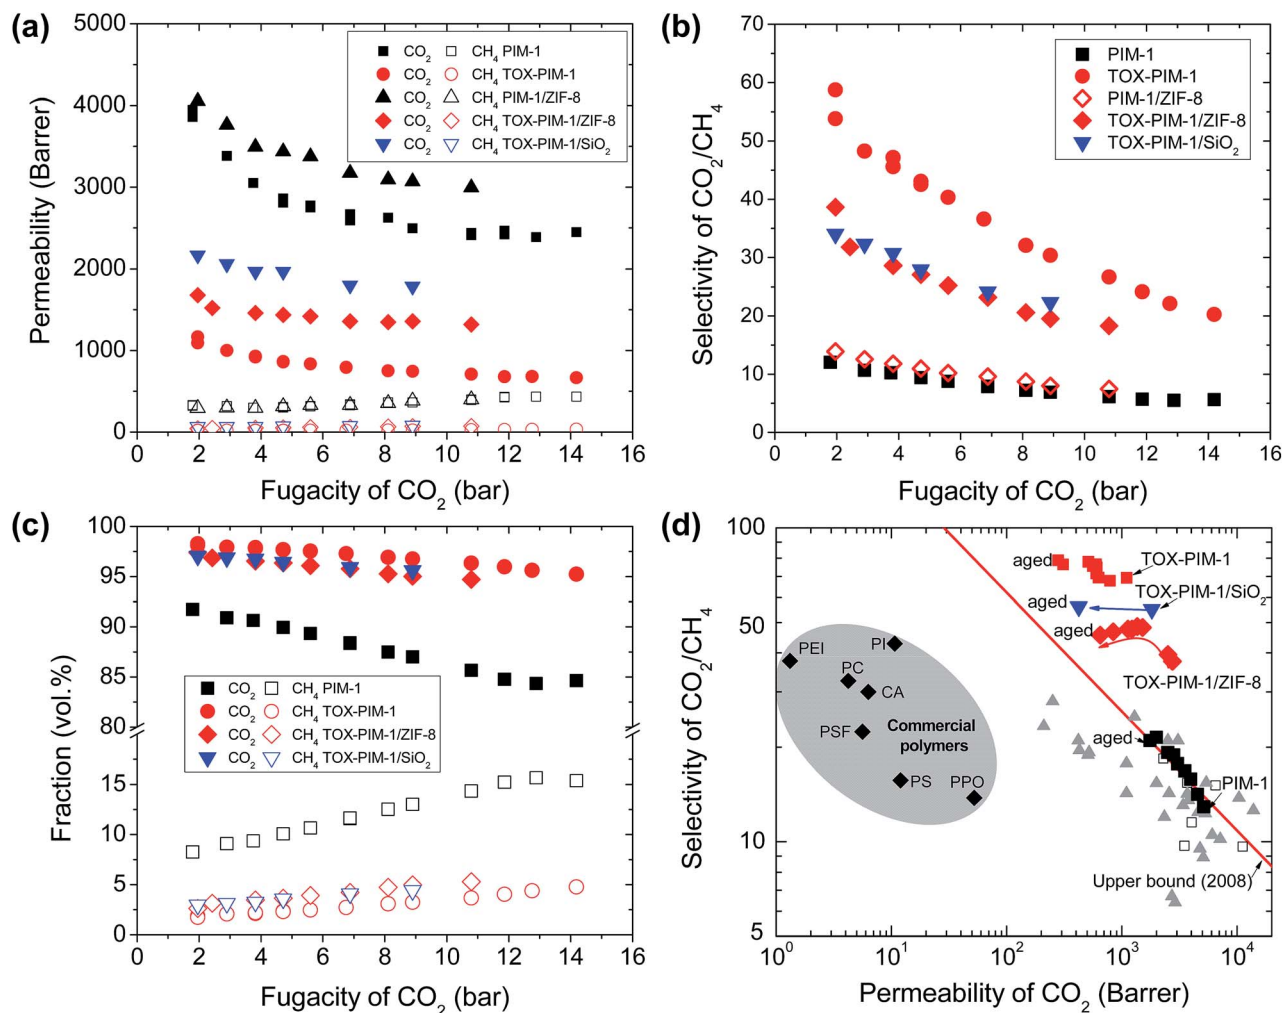 (a)
5000
4000
3000
2000
1000
0
Permeability (Barrer)
CO2 CH4 PIM-1
CO2 CH4 TOX-PIM-1
CO2 CH4 PIM-1/ZIF-8
CO2 CH4 TOX-PIM-1/ZIF-8
CO2 CH4 TOX-PIM-1/SiO2
0 2 4 6 8 10 12 14 16
Fugacity of CO2 (bar)
(b)
70
60
50
40
30
20
10
0
Selectivity of CO2/CH4
PIM-1
TOX-PIM-1
PIM-1/ZIF-8
TOX-PIM-1/ZIF-8
TOX-PIM-1/SiO2
0 2 4 6 8 10 12 14 16
Fugacity of CO2 (bar)
(c)
100
95
90
85
80
15
10
5
0
Fraction (vol.%)
CO2 CH4 PIM-1
CO2 CH4 TOX-PIM-1
CO2 CH4 TOX-PIM-1/ZIF-8
CO2 CH4 TOX-PIM-1/SiO2
0 2 4 6 8 10 12 14 16
Fugacity of CO2 (bar)
(d)
100
50
10
5
Selectivity of CO2/CH4
aged
TOX-PIM-1
aged
TOX-PIM-1/SiO2
aged
TOX-PIM-1/ZIF-8
PEI
PI
PC
CA
PSF
Commercial
polymers
PS
PPO
aged
PIM-1
Upper bound (2008)
10^0 10^1 10^2 10^3 10^4
Permeability of CO2 (Barrer)